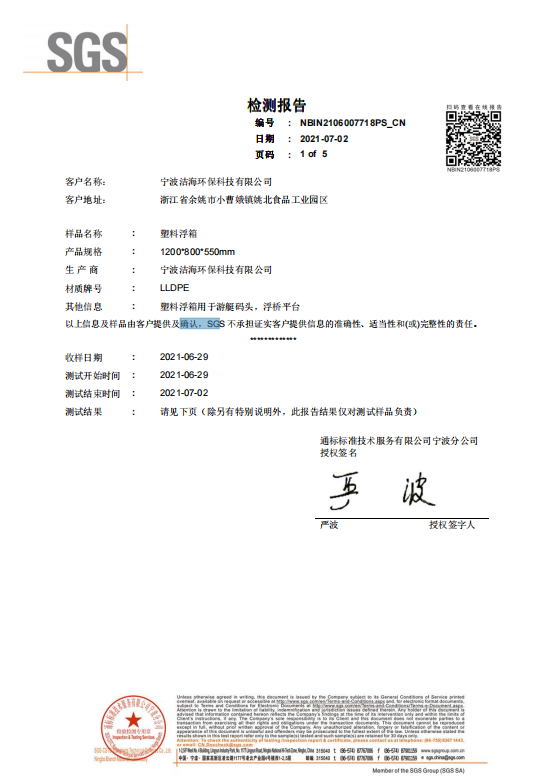 SGS
检测报告
编号 : NBIN2106007718PS_CN
日期 : 2021-07-02
页码 : 1 of 5
扫码查看在线报告
NBIN2106007718PS
客户名称: 宁波洁海环保科技有限公司
客户地址: 浙江省余姚市小曹娥镇姚北食品工业园区
样品名称 : 塑料浮箱
产品规格 : 1200*800*550mm
生产商 : 宁波洁海环保科技有限公司
材质牌号 : LLDPE
其他信息 : 塑料浮箱用于游艇码头,浮桥平台
以上信息及样品由客户提供及确认, SGS 不承担证实客户提供信息的准确性、适当性和(或)完整性的责任。
*************
收样日期 : 2021-06-29
测试开始时间 : 2021-06-29
测试结束时间 : 2021-07-02
测试结果 : 请见下页(除另有特别说明外,此报告结果仅对测试样品负责)
通标标准技术服务有限公司宁波分公司
授权签名
严 波
严波 授权签字人
Unless otherwise agreed in writing, this document is issued by the Company subject to its General Conditions of Service printed
www.sgsgroup.com.cn
sgs.china@sgs.com
Member of the SGS Group (SGS SA)